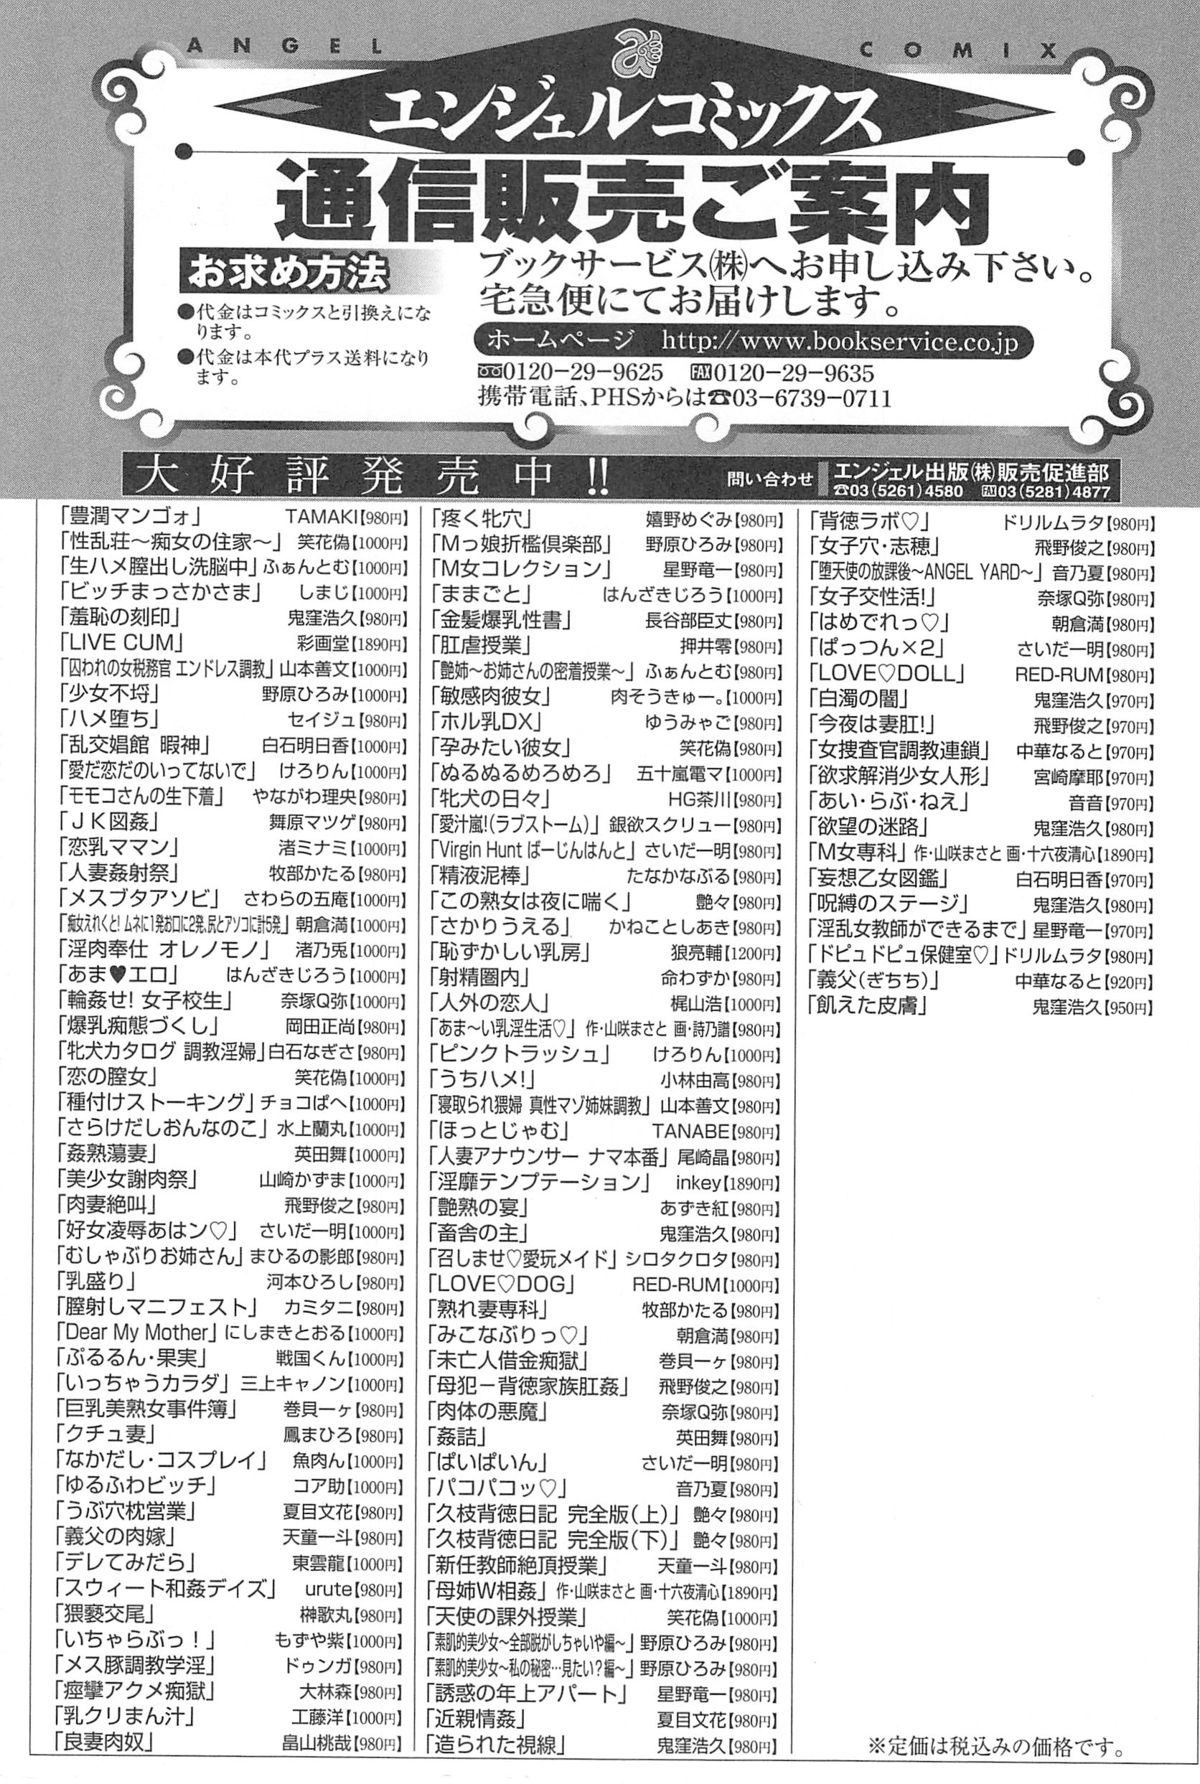 ANGEL COMIX
エンジェルコミックス
通信販売ご案内
お求め方法
●代金はコミックスと引換えにな
ります。
●代金は本代プラス送料になり
ます。
ブックサービス㈱へお申し込み下さい。
宅急便にてお届けします。
ホームページ http://www.bookservice.co.jp
0120-29-9625 FAX0120-29-9635
携帯電話、PHSからは☎03-6739-0711
大好評発売中!!
問い合わせ エンジェル出版㈱販売促進部
☎03(5261)4580 FAX03(5281)4877
「豊潤マンゴォ」 TAMAKI【980円】
「性乱荘〜痴女の住家〜」 笑花偽【1000円】
「生ハメ膣出し洗脳中」ふぁんとむ【1000円】
「ビッチまっさかさま」 しまじ【1000円】
「羞恥の刻印」 鬼窪浩久【980円】
「LIVE CUM」 彩画堂【1890円】
「囚われの女税務官 エンドレス調教」山本善文【1000円】
「少女不埒」 野原ひろみ【1000円】
「ハメ堕ち」 セイジュ【980円】
「乱交娼館 暇神」 白石明日香【1000円】
「愛だ恋だのいってないで」 けろりん【1000円】
「モモコさんの生下着」 やながわ理央【980円】
「ＪＫ図姦」 舞原マツゲ【980円】
「恋乳ママン」 渚ミナミ【1000円】
「人妻姦射祭」 牧部かたる【980円】
「メスブタアソビ」 さわらの五庵【1000円】
「痴女えれくと! ムネに1発お口に2発、尻とアソコに計5発」朝倉満【1000円】
「淫肉奉仕 オレノモノ」 渚乃兎【1000円】
「あま♥エロ」 はんざきじろう【1000円】
「輪姦せ! 女子校生」 奈塚Q弥【1000円】
「爆乳痴態づくし」 岡田正尚【980円】
「牝犬カタログ 調教淫婦」白石なぎさ【980円】
「恋の膣女」 笑花偽【1000円】
「種付けストーキング」チョコぱへ【1000円】
「さらけだしおんなのこ」水上蘭丸【1000円】
「姦熟蕩妻」 英田舞【1000円】
「美少女謝肉祭」 山崎かずま【1000円】
「肉妻絶叫」 飛野俊之【980円】
「好女凌辱あはン♡」 さいだ一明【1000円】
「むしゃぶりお姉さん」まひるの影郎【980円】
「乳盛り」 河本ひろし【980円】
「膣射しマニフェスト」 カミタニ【980円】
「Dear My Mother」にしまきとおる【1000円】
「ぷるるん・果実」 戦国くん【1000円】
「いっちゃうカラダ」三上キャノン【1000円】
「巨乳美熟女事件簿」 巻貝一ヶ【980円】
「クチュ妻」 鳳まひろ【980円】
「なかだし・コスプレイ」 魚肉ん【1000円】
「ゆるふわビッチ」 コア助【1000円】
「うぶ穴枕営業」 夏目文花【980円】
「義父の肉嫁」 天童一斗【980円】
「デレてみだら」 東雲龍【1000円】
「スウィート和姦デイズ」 urute【980円】
「猥褻交尾」 榊歌丸【980円】
「いちゃらぶっ！」 もずや紫【1000円】
「メス豚調教学淫」 ドゥンガ【980円】
「痙攣アクメ痴獄」 大林森【980円】
「乳クリまん汁」 工藤洋【1000円】
「良妻肉奴」 畠山桃哉【980円】
「疼く牝穴」 嬉野めぐみ【980円】
「Mっ娘折檻倶楽部」 野原ひろみ【980円】
「M女コレクション」 星野竜一【980円】
「ままごと」 はんざきじろう【980円】
「金髪爆乳性書」 長谷部臣丈【980円】
「肛虐授業」 押井零【980円】
「艶姉〜お姉さんの密着授業〜」 ふぁんとむ【980円】
「敏感肉彼女」 肉そうきゅー。【1000円】
「ホル乳DX」 ゆうみゃご【980円】
「孕みたい彼女」 笑花偽【980円】
「ぬるぬるめろめろ」 五十嵐電マ【1000円】
「牝犬の日々」 HG茶川【980円】
「愛汁嵐!(ラブストーム)」銀欲スクリュー【980円】
「Virgin Hunt ばーじんはんと」さいだ一明【980円】
「精液泥棒」 たなかなぶる【980円】
「この熟女は夜に喘く」 艶々【980円】
「さかりうえる」 かねことしあき【980円】
「恥ずかしい乳房」 狼亮輔【1200円】
「射精圏内」 命わずか【980円】
「人外の恋人」 梶山浩【1000円】
「あま〜い乳淫生活♡」作・山咲まさと 画・詩乃譜【980円】
「ピンクトラッシュ」 けろりん【1000円】
「うちハメ!」 小林由高【980円】
「寝取られ猥婦 真性マゾ姉妹調教」山本善文【980円】
「ほっとじゃむ」 TANABE【980円】
「人妻アナウンサー ナマ本番」尾崎晶【980円】
「淫靡テンプテーション」 inkey【1890円】
「艶熟の宴」 あずき紅【980円】
「畜舎の主」 鬼窪浩久【980円】
「召しませ♡愛玩メイド」シロタクロタ【980円】
「LOVE♡DOG」 RED-RUM【1000円】
「熟れ妻専科」 牧部かたる【980円】
「みこなぶりっ♡」 朝倉満【980円】
「未亡人借金痴獄」 巻貝一ヶ【980円】
「母犯−背徳家族肛姦」 飛野俊之【980円】
「肉体の悪魔」 奈塚Q弥【980円】
「姦詰」 英田舞【980円】
「ぱいぱいん」 さいだ一明【980円】
「パコパコッ♡」 音乃夏【980円】
「久枝背徳日記 完全版(上)」 艶々【980円】
「久枝背徳日記 完全版(下)」 艶々【980円】
「新任教師絶頂授業」 天童一斗【980円】
「母姉W相姦」作・山咲まさと 画・十六夜清心【1890円】
「天使の課外授業」 笑花偽【1000円】
「素肌的美少女〜全部脱がしちゃいや編〜」野原ひろみ【980円】
「素肌的美少女〜私の秘密…見たい？編〜」野原ひろみ【980円】
「誘惑の年上アパート」 星野竜一【980円】
「近親情姦」 夏目文花【980円】
「造られた視線」 鬼窪浩久【980円】
「背徳ラボ♡」 ドリルムラタ【980円】
「女子穴・志穂」 飛野俊之【980円】
「堕天使の放課後〜ANGEL YARD〜」音乃夏【980円】
「女子交性活!」 奈塚Q弥【980円】
「はめでれっ♡」 朝倉満【980円】
「ぱっつん×2」 さいだ一明【980円】
「LOVE♡DOLL」 RED-RUM【980円】
「白濁の闇」 鬼窪浩久【970円】
「今夜は妻肛!」 飛野俊之【970円】
「女捜査官調教連鎖」 中華なると【970円】
「欲求解消少女人形」 宮崎摩耶【970円】
「あい・らぶ・ねえ」 音音【970円】
「欲望の迷路」 鬼窪浩久【980円】
「M女専科」作・山咲まさと 画・十六夜清心【1890円】
「妄想乙女図鑑」 白石明日香【970円】
「呪縛のステージ」 鬼窪浩久【980円】
「淫乱女教師ができるまで」星野竜一【970円】
「ドピュドピュ保健室♡」ドリルムラタ【980円】
「義父(ぎちち)」 中華なると【920円】
「飢えた皮膚」 鬼窪浩久【950円】
※定価は税込みの価格です。